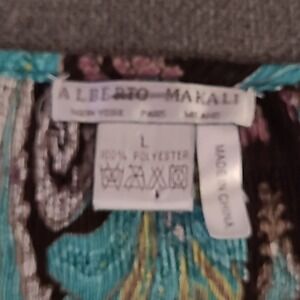 ALBERTO MAKALI
NEW YORK PARIS MILANO
L
100% POLYESTER
MADE IN CHINA